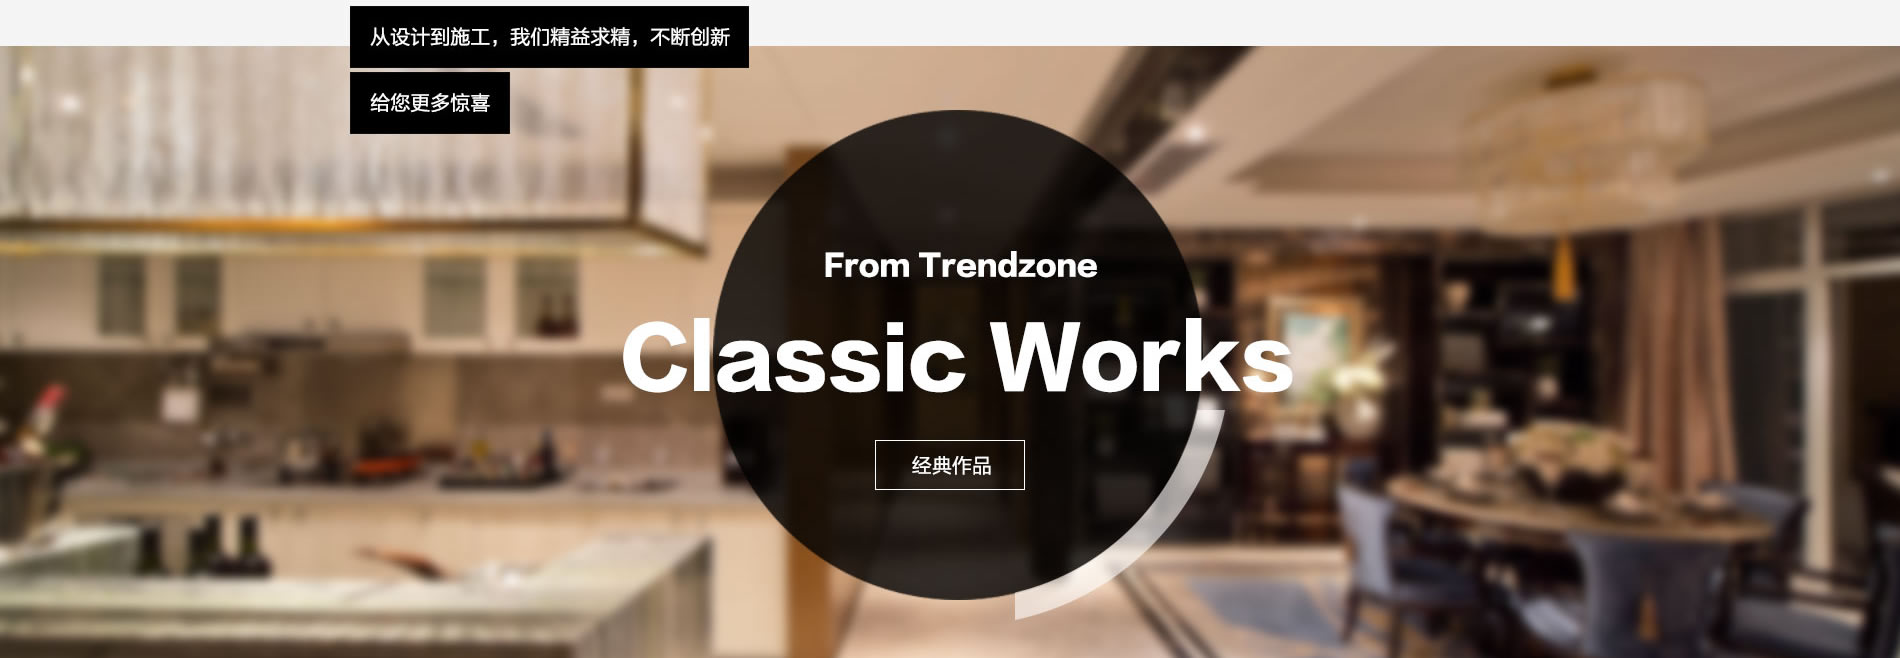 从设计到施工，我们精益求精，不断创新
给您更多惊喜
From Trendzone
Classic Works
经典作品